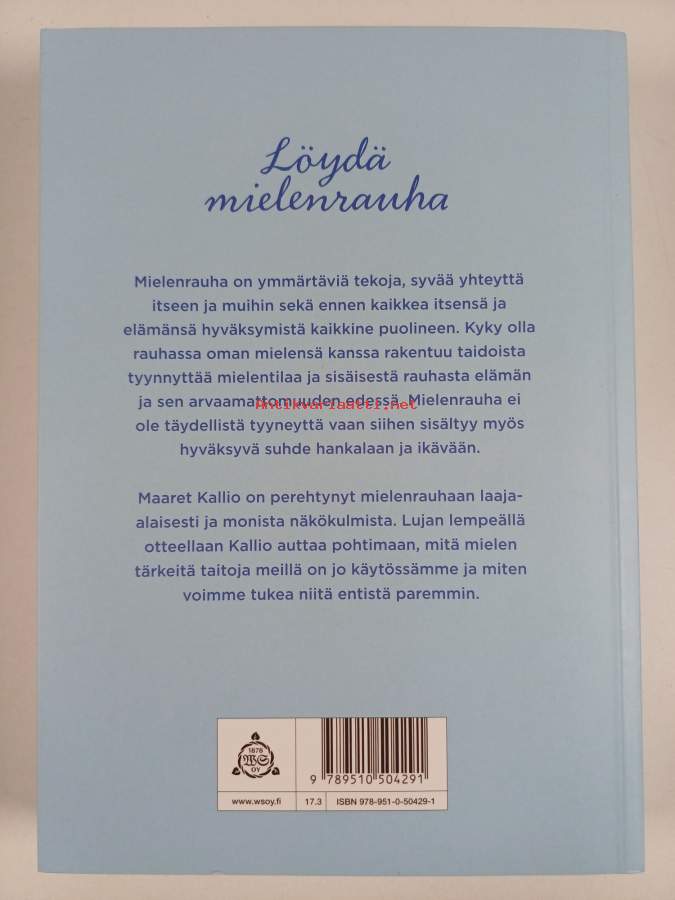 Löydä
mielenrauha
Mielenrauha on ymmärtäviä tekoja, syvää yhteyttä
itseen ja muihin sekä ennen kaikkea itsensä ja
elämänsä hyväksymistä kaikkine puolineen. Kyky olla
rauhassa oman mielensä kanssa rakentuu taidoista
tyynnyttää mielentilaa ja sisäisestä rauhasta elämän
ja sen arvaamattomuuden edessä. Mielenrauha ei
Antikvariaatti.net
ole täydellistä tyyneyttä vaan siihen sisältyy myös
hyväksyvä suhde hankalaan ja ikävään.
Maaret Kallio on perehtynyt mielenrauhaan laaja-
alaisesti ja monista näkökulmista. Lujan lempeällä
otteellaan Kallio auttaa pohtimaan, mitä mielen
tärkeitä taitoja meillä on jo käytössämme ja miten
voimme tukea niitä entistä paremmin.
1878
WS
OY
9 789510 504291
www.wsoy.fi 17.3 ISBN 978-951-0-50429-1